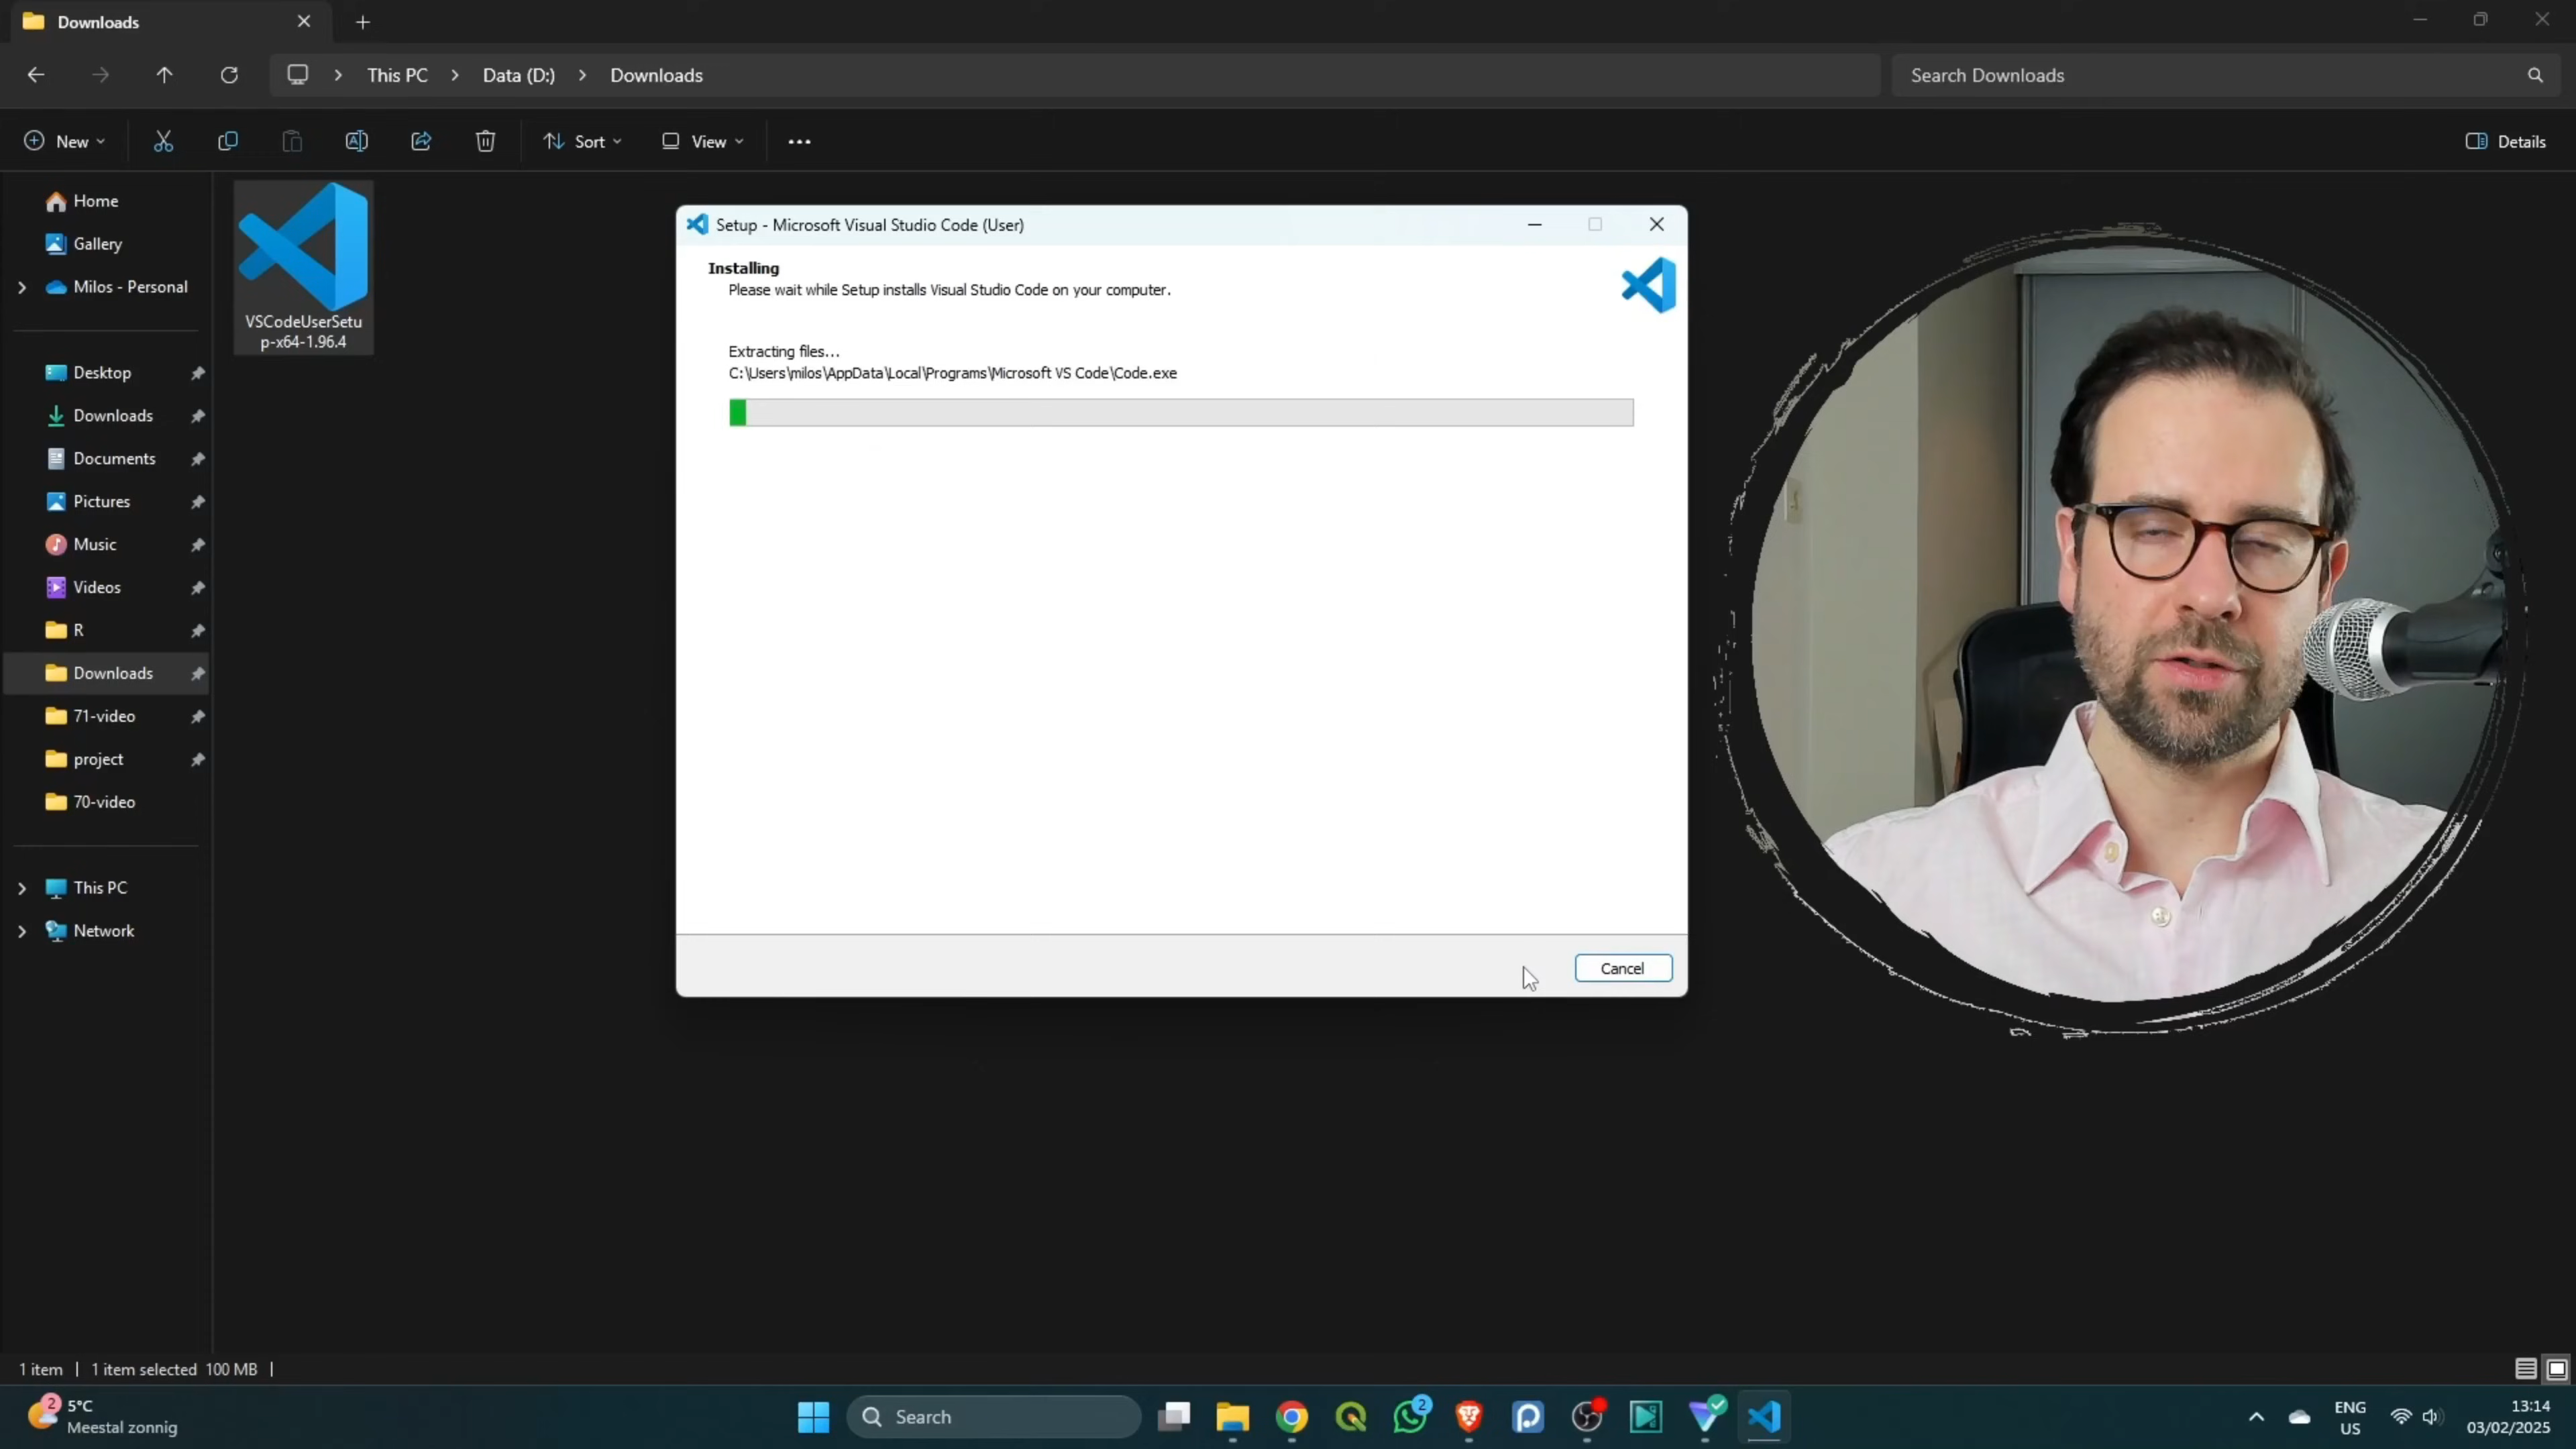 Downloads
This PC
Data (D:)
Downloads
Search Downloads
New
Sort
View
Details
Home
Gallery
Milos - Personal
Desktop
Downloads
Documents
Pictures
Music
Videos
R
Downloads
71-video
project
70-video
This PC
Network
VSCodeUserSetu
p-x64-1.96.4
Setup - Microsoft Visual Studio Code (User)
Installing
Please wait while Setup installs Visual Studio Code on your computer.
Extracting files...
C:\Users\milos\AppData\Local\Programs\Microsoft VS Code\Code.exe
Cancel
1 item | 1 item selected 100 MB |
2
5°C
Meestal zonnig
Search
2
ENG
US
13:14
03/02/2025